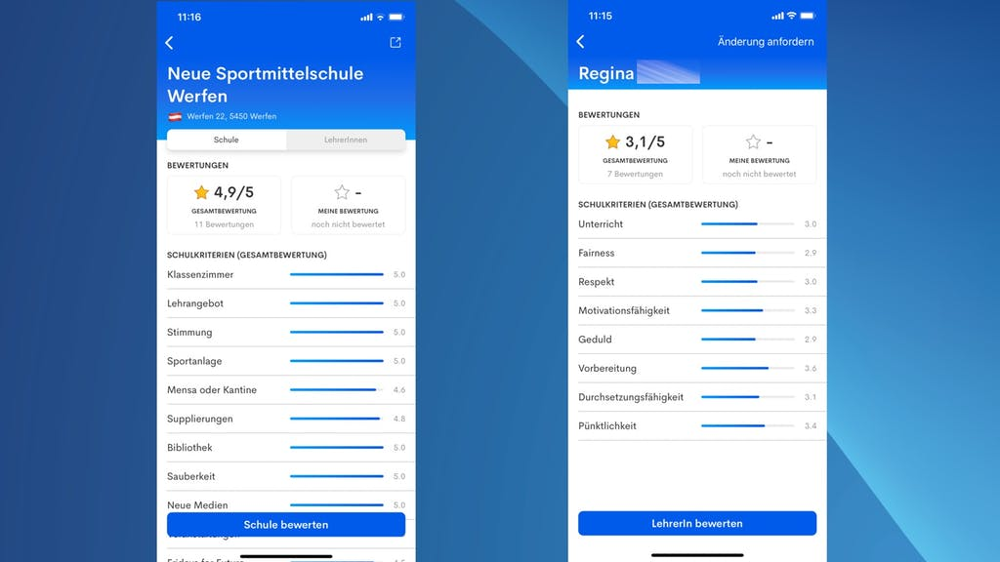 11:16
Neue Sportmittelschule
Werfen
Werfen 22, 5450 Werfen
Schule
LehrerInnen
BEWERTUNGEN
4,9/5
GESAMTBEWERTUNG
11 Bewertungen
-
MEINE BEWERTUNG
noch nicht bewertet
SCHULKRITERIEN (GESAMTBEWERTUNG)
Klassenzimmer 5.0
Lehrangebot 5.0
Stimmung 5.0
Sportanlage 5.0
Mensa oder Kantine 4.6
Supplierungen 4.8
Bibliothek 5.0
Sauberkeit 5.0
Neue Medien 5.0
Schule bewerten
11:15
Änderung anfordern
Regina
BEWERTUNGEN
3,1/5
GESAMTBEWERTUNG
7 Bewertungen
-
MEINE BEWERTUNG
noch nicht bewertet
SCHULKRITERIEN (GESAMTBEWERTUNG)
Unterricht 3.0
Fairness 2.9
Respekt 3.0
Motivationsfähigkeit 3.3
Geduld 2.9
Vorbereitung 3.6
Durchsetzungsfähigkeit 3.1
Pünktlichkeit 3.4
LehrerIn bewerten